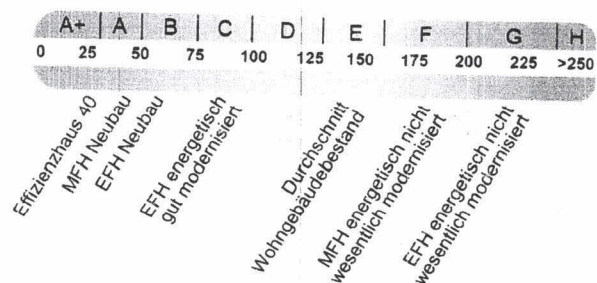 A+ A B C D E F G H
0 25 50 75 100 125 150 175 200 225 >250
Effizienzhaus 40
MFH Neubau
EFH Neubau
EFH energetisch
gut modernisiert
Durchschnitt
Wohngebäudebestand
MFH energetisch nicht
wesentlich modernisiert
EFH energetisch nicht
wesentlich modernisiert